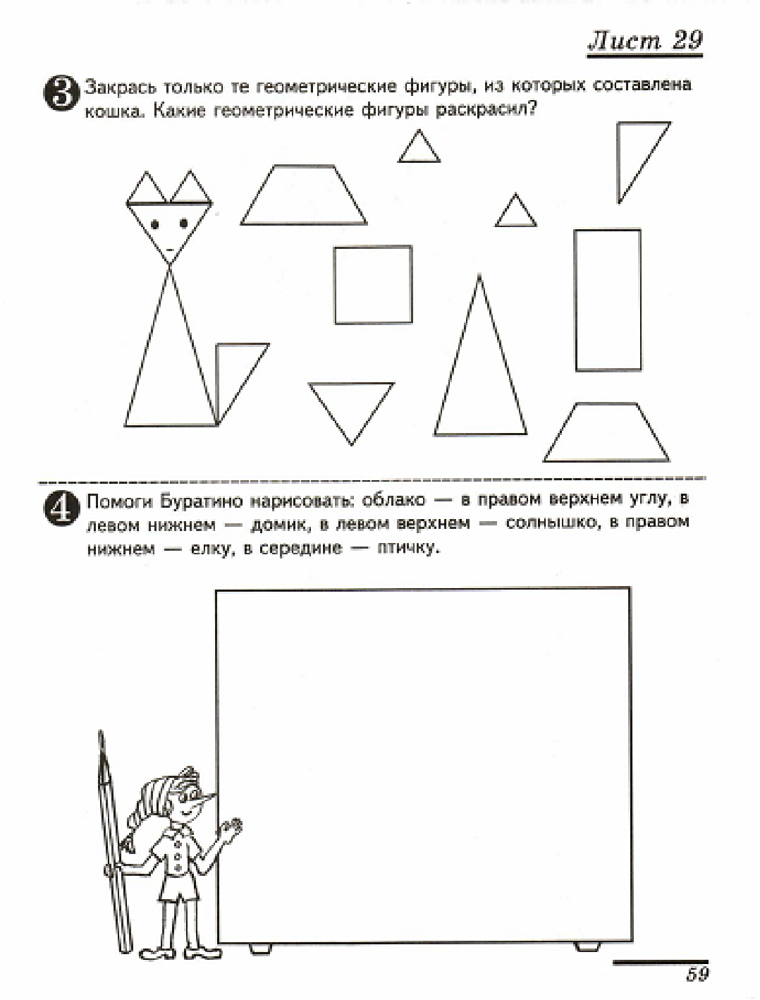 Лист 29
3 Закрась только те геометрические фигуры, из которых составлена
кошка. Какие геометрические фигуры раскрасил?
4 Помоги Буратино нарисовать: облако — в правом верхнем углу, в
левом нижнем — домик, в левом верхнем — солнышко, в правом
нижнем — елку, в середине — птичку.
59